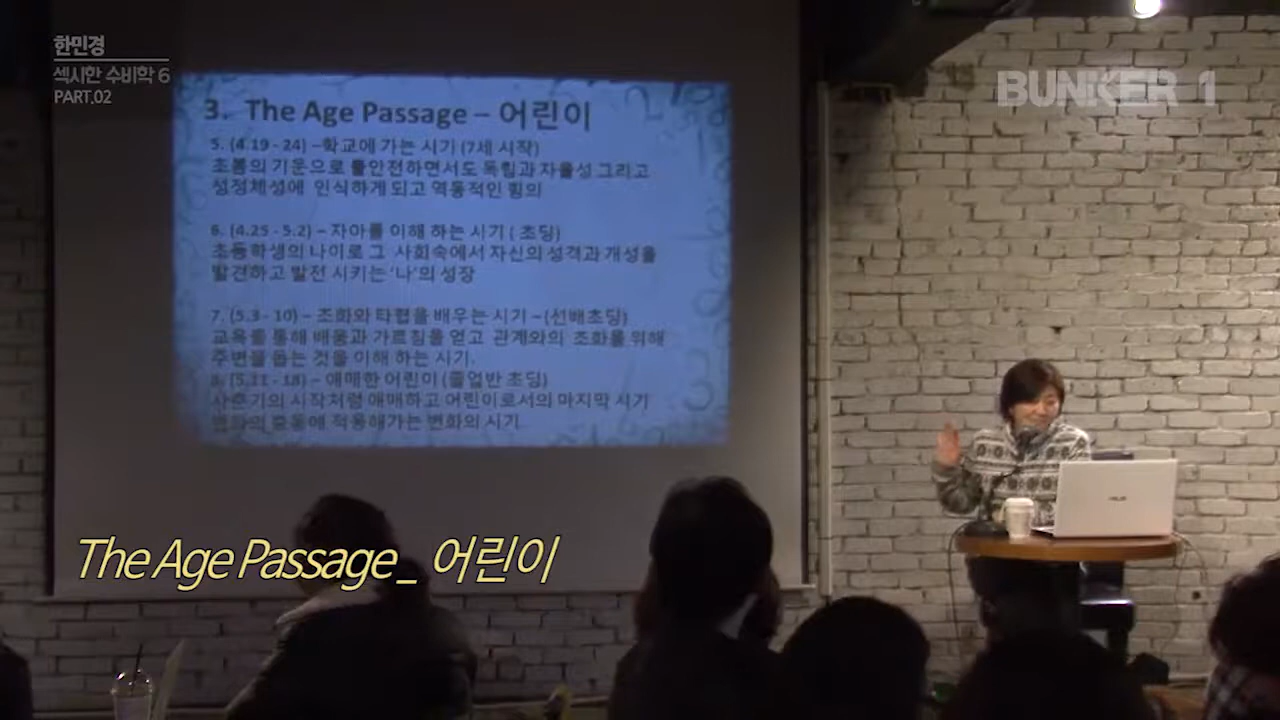 한민경
섹시한 수비학 6
PART.02
BUNKER 1
3. The Age Passage – 어린이
5. (4.19 - 24) –학교에 가는 시기 (7세 시작)
초봄의 기운으로 불안전하면서도 독립과 자율성 그리고
성정체성에 인식하게 되고 역동적인 힘의
6. (4.25 - 5.2) – 자아를 이해 하는 시기 ( 초딩)
초등학생의 나이로 그 사회속에서 자신의 성격과 개성을
발견하고 발전 시키는 '나'의 성장
7. (5.3 - 10) – 조화와 타협을 배우는 시기 – (선배초딩)
교육을 통해 배움과 가르침을 얻고 관계와의 조화를 위해
주변을 돕는 것을 이해 하는 시기.
8. (5.11 - 18) – 애매한 어린이 (졸업반 초딩)
사춘기의 시작처럼 애매하고 어린이로서의 마지막 시기
변화의 충동에 적응해가는 변화의 시기.
The Age Passage _ 어린이